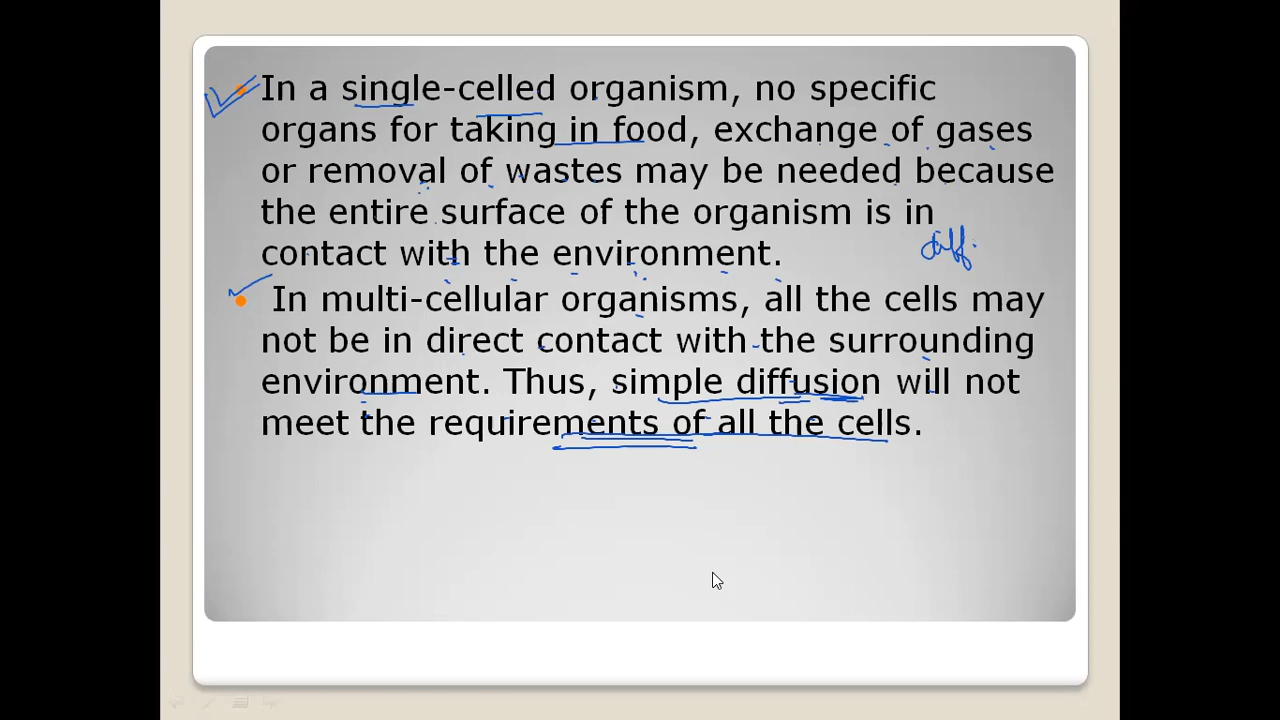 In a single-celled organism, no specific
organs for taking in food, exchange of gases
or removal of wastes may be needed because
the entire surface of the organism is in
contact with the environment.
diff.
In multi-cellular organisms, all the cells may
not be in direct contact with the surrounding
environment. Thus, simple diffusion will not
meet the requirements of all the cells.